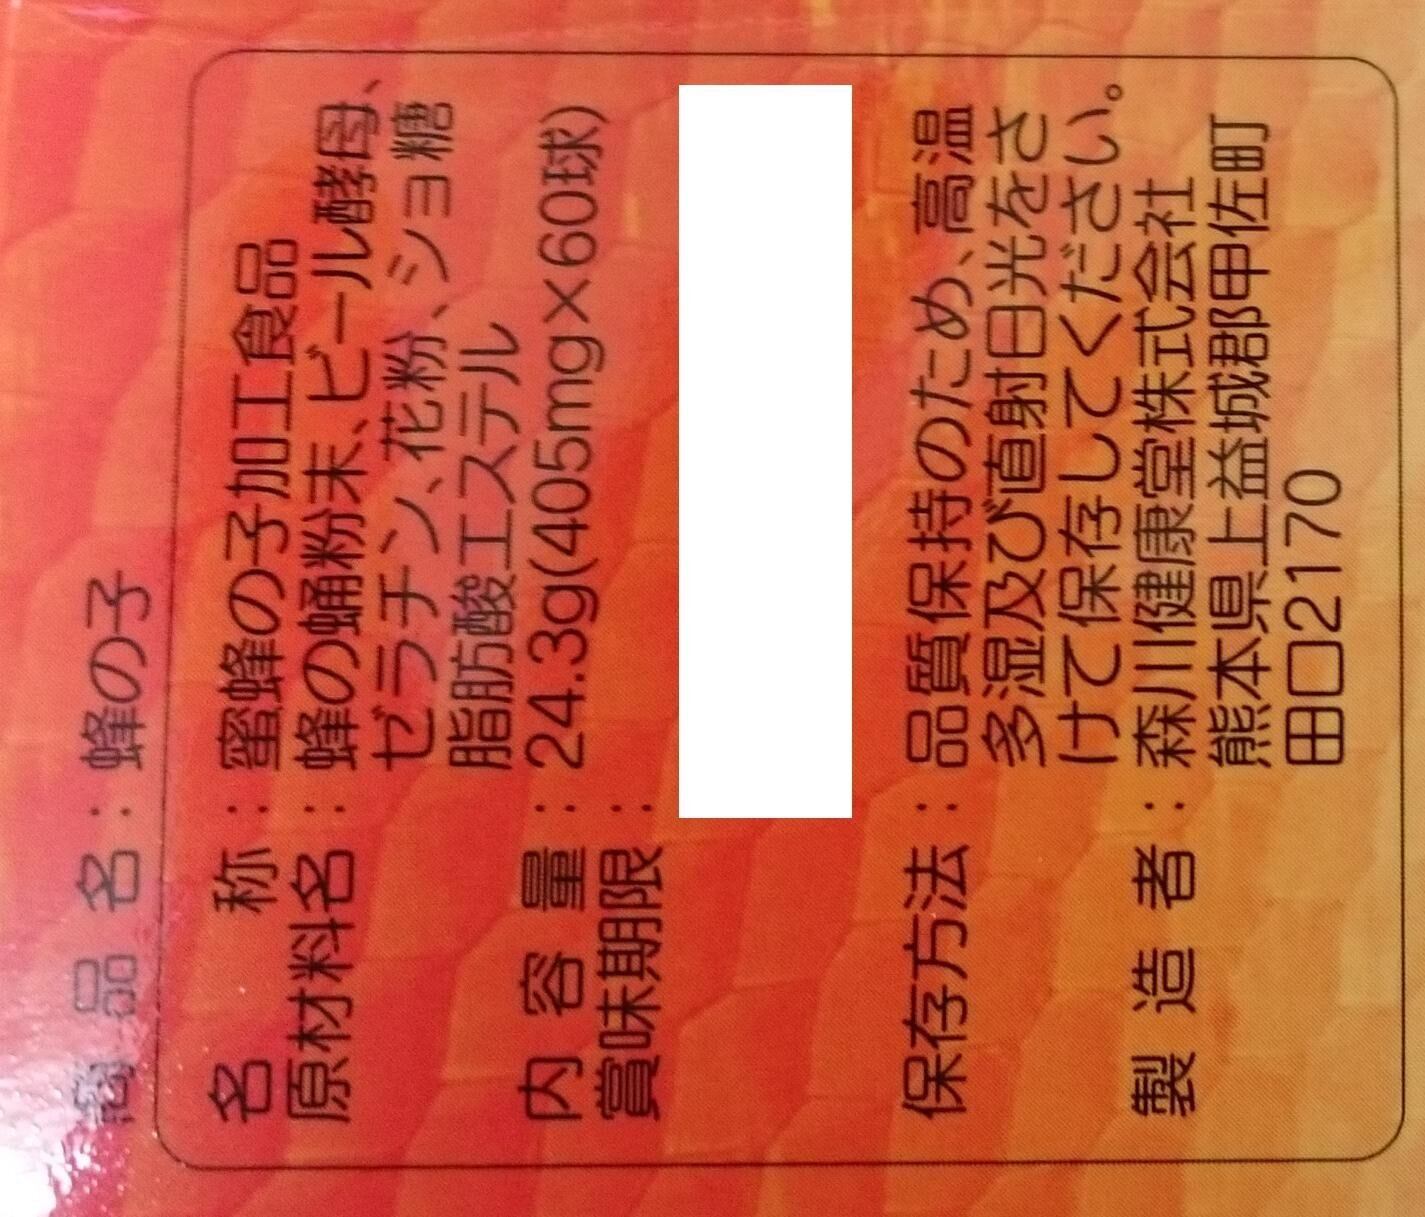 商品名：蜂の子
名称：蜜蜂の子加工食品
原材料名：蜂の蛹粉末、ビール酵母、
ゼラチン、花粉、ショ糖
脂肪酸エステル
内容量：24.3g(405mg×60球)
賞味期限：
保存方法：品質保持のため、高温
多湿及び直射日光をさ
けて保存してください。
製造者：森川健康堂株式会社
熊本県上益城郡甲佐町
田口2170